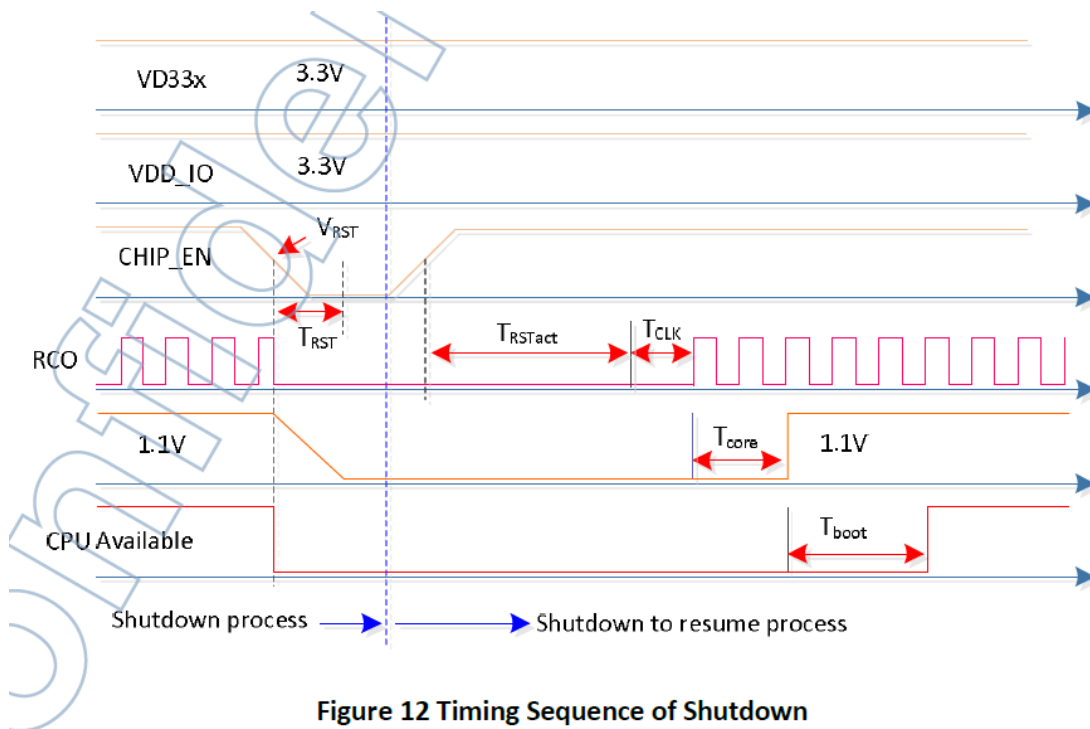 VD33x
3.3V
VDD_IO
3.3V
CHIP_EN
VRST
TRST
TRSTact
TCLK
RCO
1.1V
Tcore
1.1V
CPU Available
Tboot
Shutdown process
Shutdown to resume process
Figure 12 Timing Sequence of Shutdown
onfiden